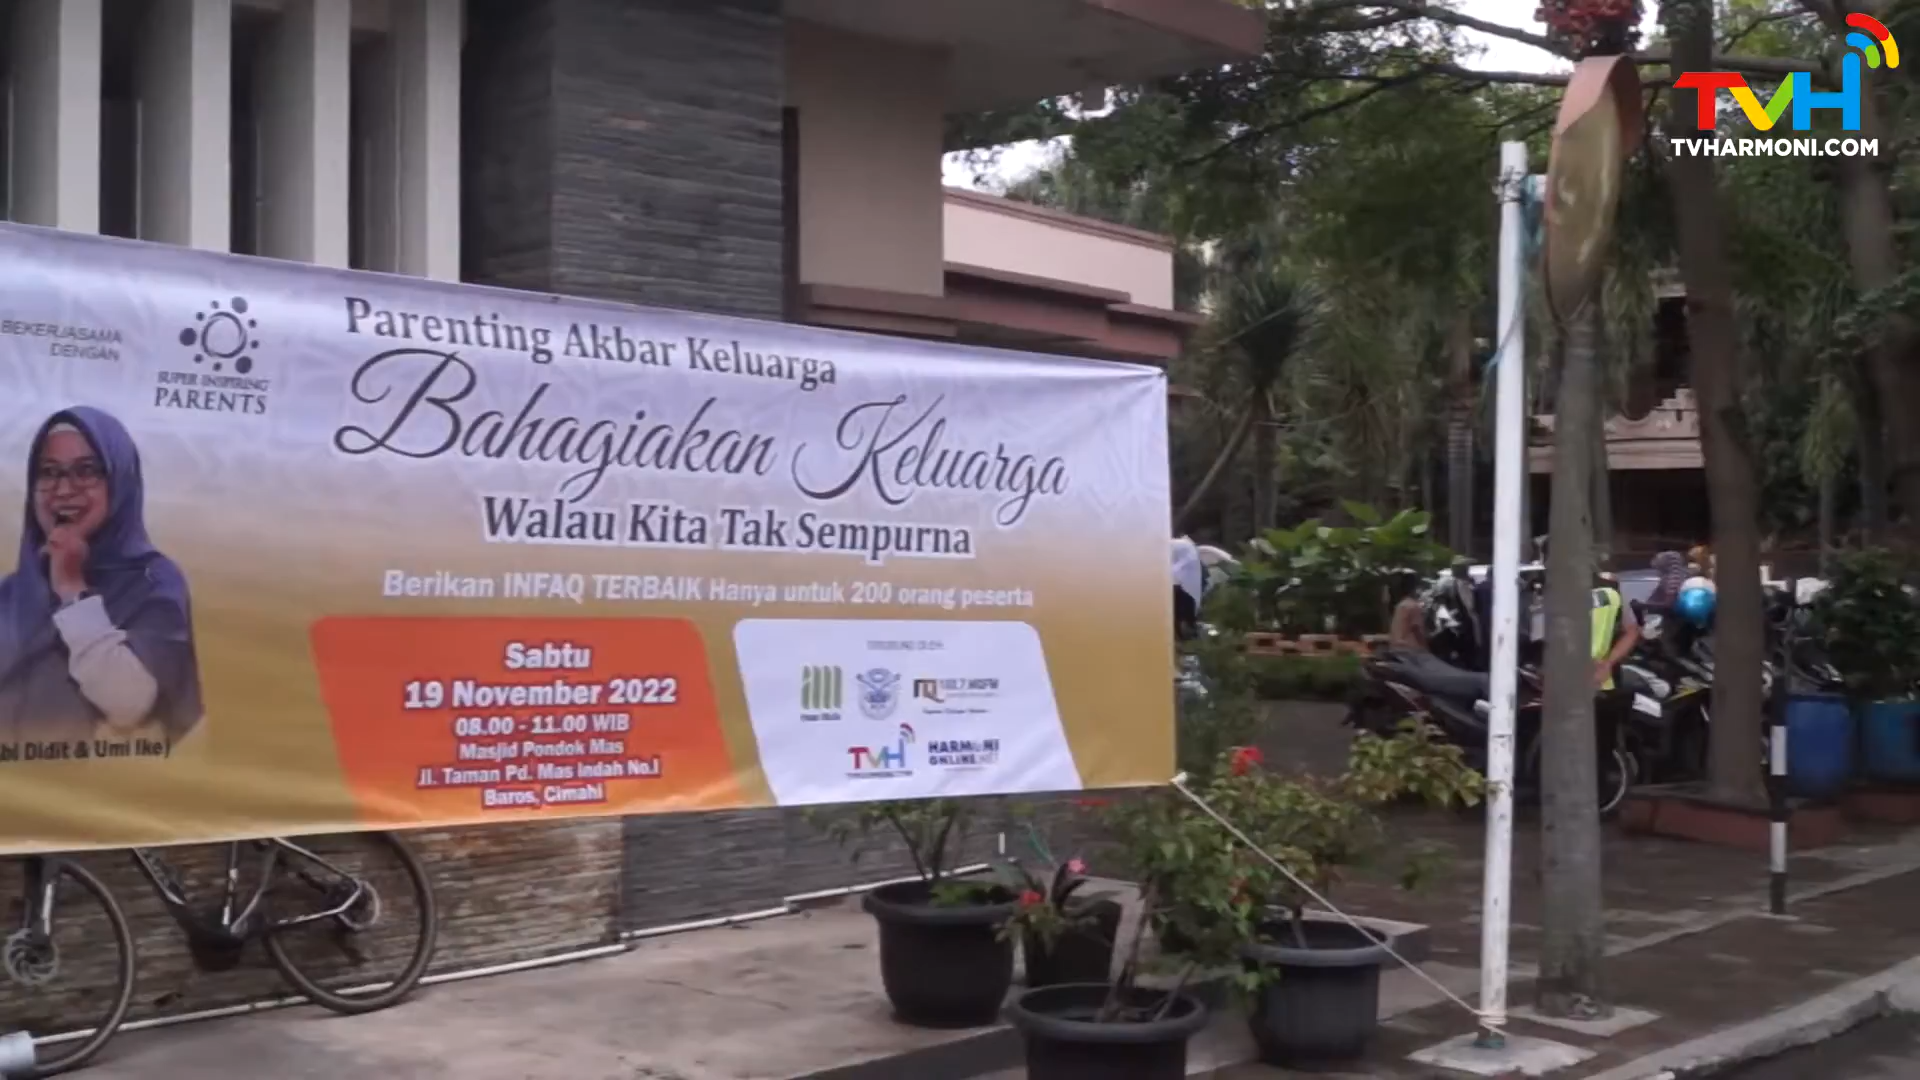 TVH
TVHARMONI.COM
BEKERJASAMA
DENGAN
SUPER INSPIRING
PARENTS
Parenting Akbar Keluarga
Bahagiakan Keluarga
Walau Kita Tak Sempurna
Berikan INFAQ TERBAIK Hanya untuk 200 orang peserta
bi Didit & Umi Ike)
Sabtu
19 November 2022
08.00 - 11.00 WIB
Masjid Pondok Mas
Jl. Taman Pd. Mas Indah No.1
Baros, Cimahi
TVH
HARMONI
ONLINE.NET